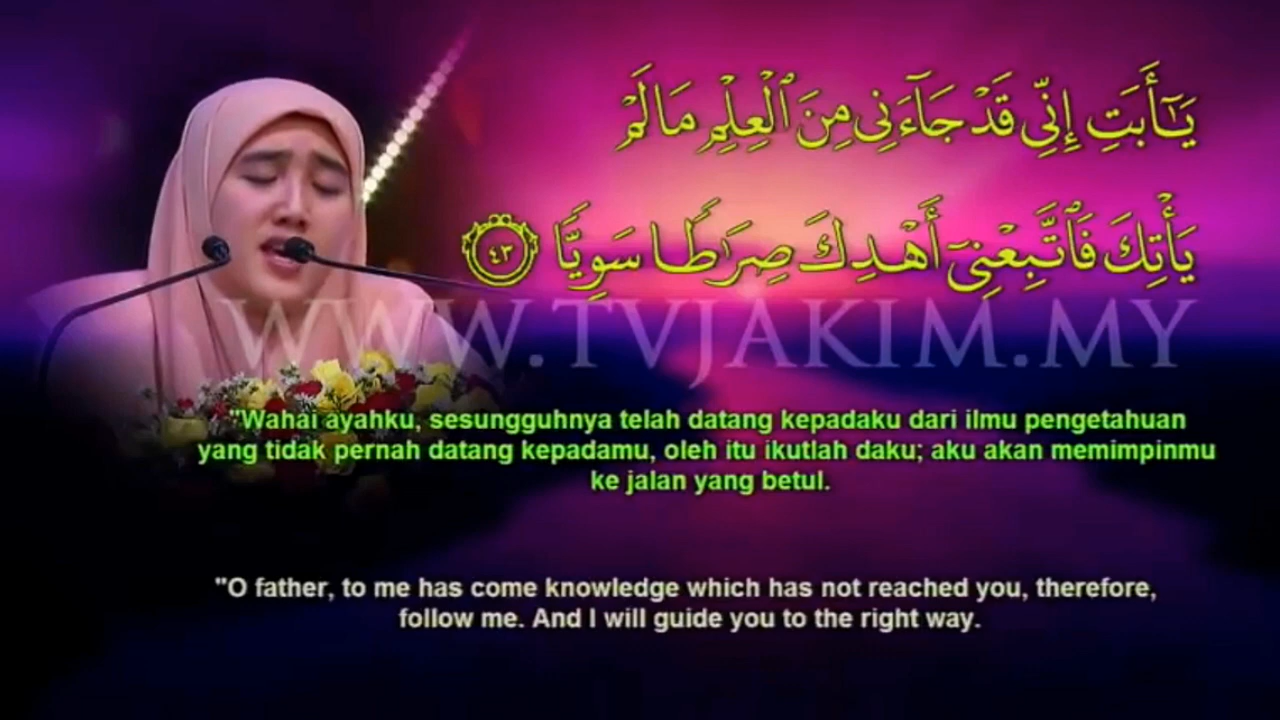 يَـٰٓأَبَتِ إِنِّى قَدْ جَآءَنِى مِنَ ٱلْعِلْمِ مَا لَمْ
يَأْتِكَ فَٱتَّبِعْنِىٓ أَهْدِكَ صِرَٰطًا سَوِيًّا ٤٣
WWW.TVJAKIM.MY
"Wahai ayahku, sesungguhnya telah datang kepadaku dari ilmu pengetahuan
yang tidak pernah datang kepadamu, oleh itu ikutlah daku; aku akan memimpinmu
ke jalan yang betul.
"O father, to me has come knowledge which has not reached you, therefore,
follow me. And I will guide you to the right way.